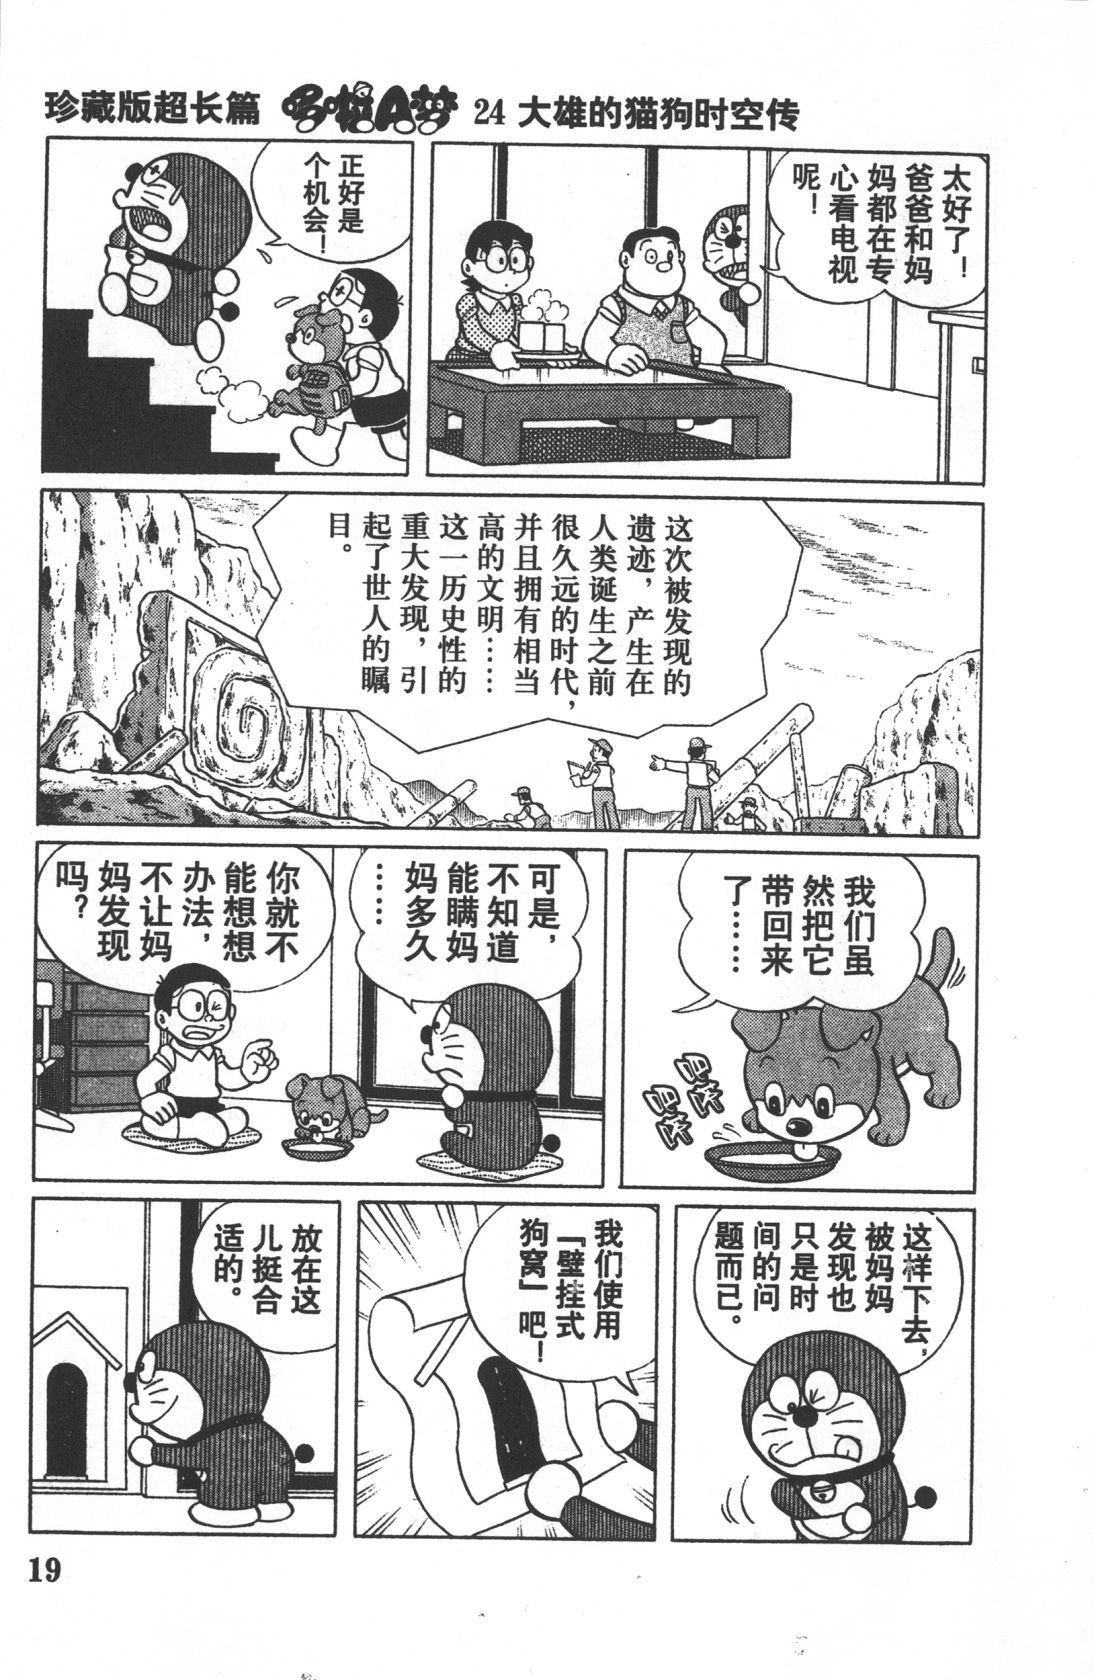 珍藏版超长篇 哆啦A梦 24 大雄的猫狗时空传
太好了！
爸爸和妈
妈都在专
心看电视
呢！
正好是
个机会！
这次被发现的
遗迹，产生在
人类诞生之前
很久远的时代，
并且拥有相当
高的文明……
这一历史性的
重大发现，引
起了世人的瞩
目。
我们虽
然把它
带回来
了……
吧嗒
吧嗒
可是，
不知道
能瞒妈
妈多久
……
你就不
能想想
办法，
不让妈
妈发现
吗？
这样下去，
被妈妈
发现也
只是时
间的问
题而已。
我们使用
『壁挂式
狗窝』吧！
放在这
儿挺合
适的。
19